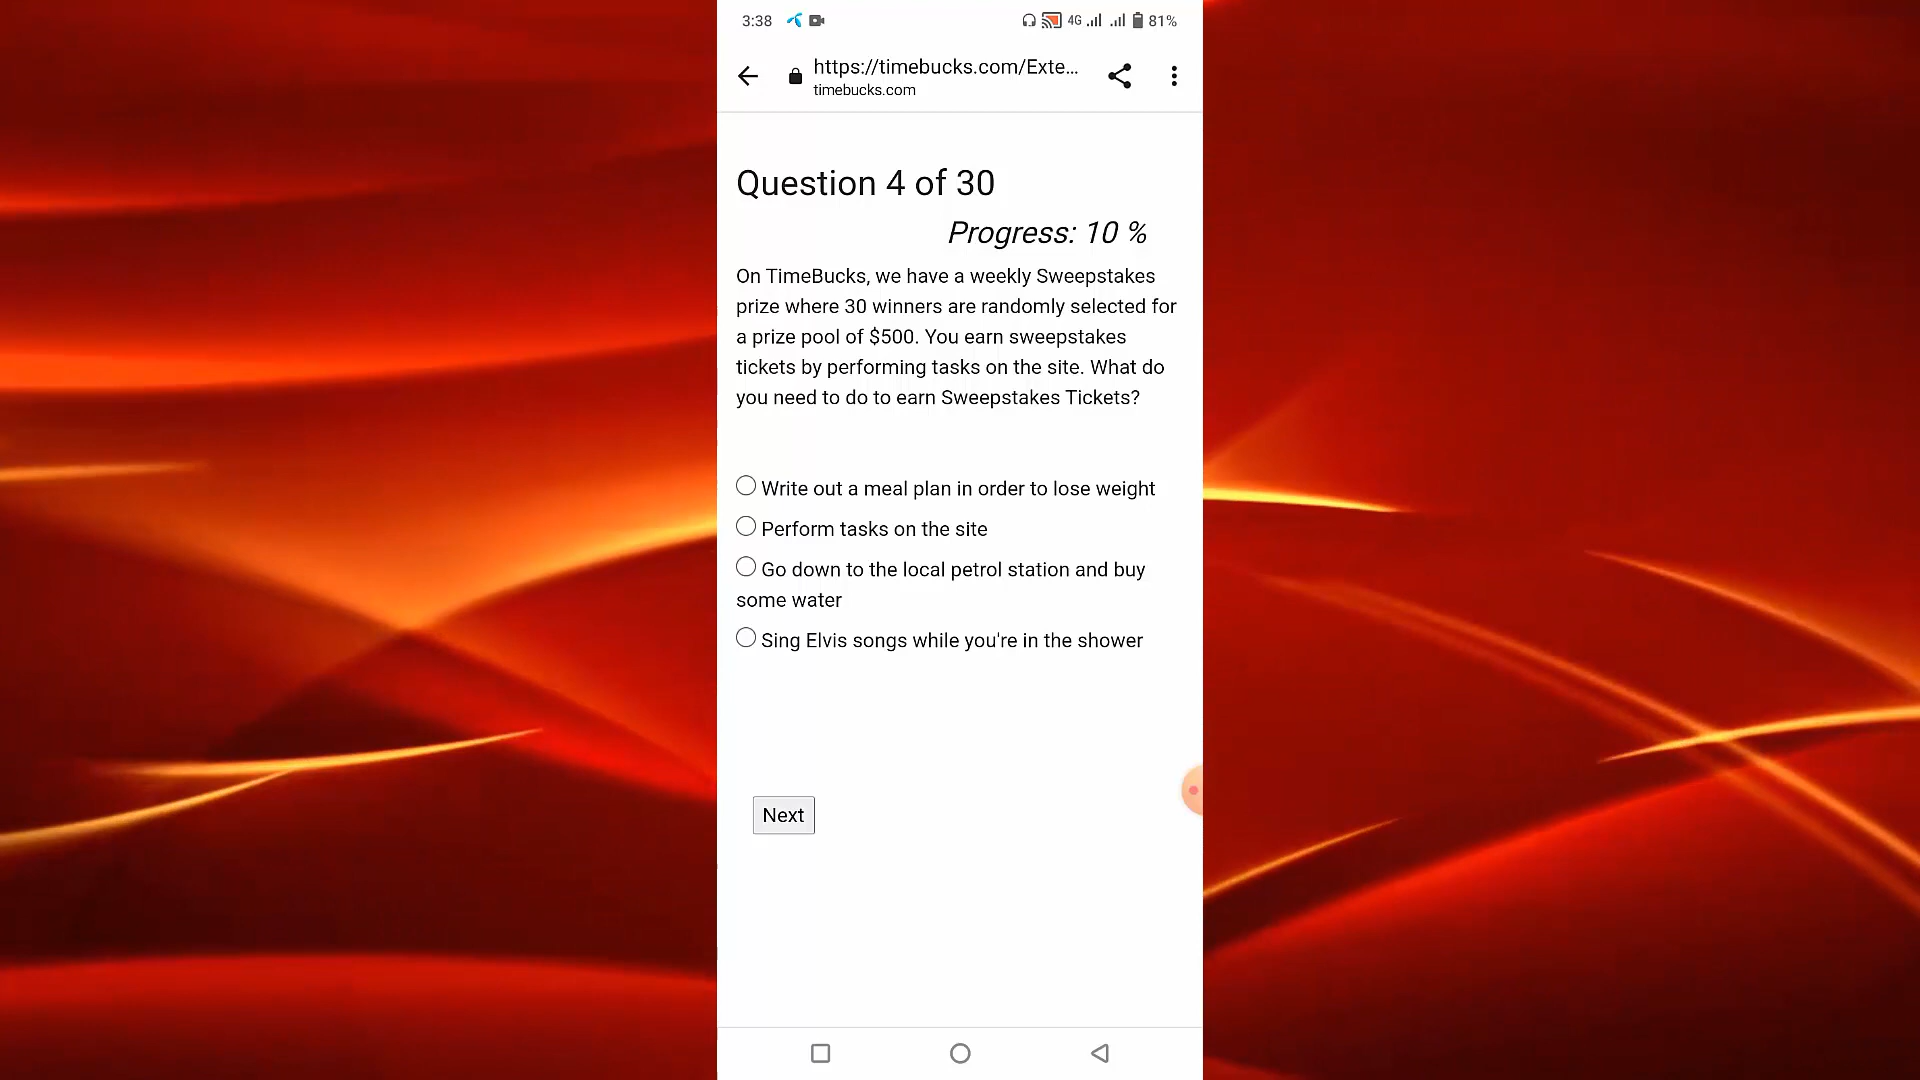 3:38
4G
81%
https://timebucks.com/Exte...
timebucks.com
Question 4 of 30
Progress: 10 %
On TimeBucks, we have a weekly Sweepstakes
prize where 30 winners are randomly selected for
a prize pool of $500. You earn sweepstakes
tickets by performing tasks on the site. What do
you need to do to earn Sweepstakes Tickets?
Write out a meal plan in order to lose weight
Perform tasks on the site
Go down to the local petrol station and buy
some water
Sing Elvis songs while you're in the shower
Next